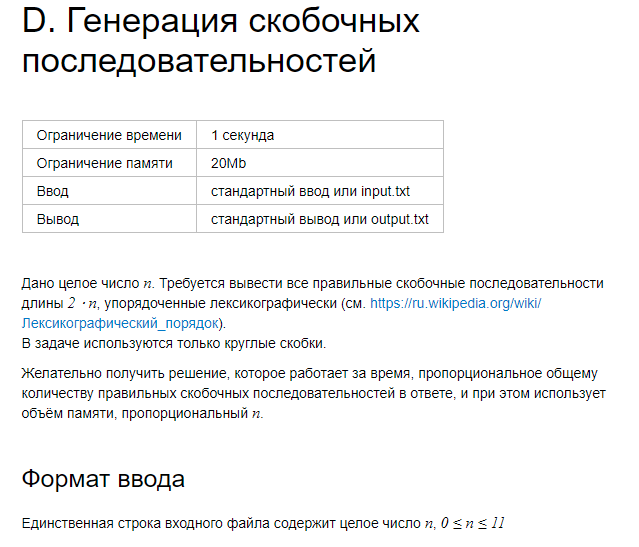 D. Генерация скобочных
последовательностей
Ограничение времени 1 секунда
Ограничение памяти 20Mb
Ввод стандартный ввод или input.txt
Вывод стандартный вывод или output.txt
Дано целое число n. Требуется вывести все правильные скобочные последовательности
длины 2 · n, упорядоченные лексикографически (см. https://ru.wikipedia.org/wiki/
Лексикографический_порядок).
В задаче используются только круглые скобки.
Желательно получить решение, которое работает за время, пропорциональное общему
количеству правильных скобочных последовательностей в ответе, и при этом использует
объём памяти, пропорциональный n.
Формат ввода
Единственная строка входного файла содержит целое число n, 0 ≤ n ≤ 11